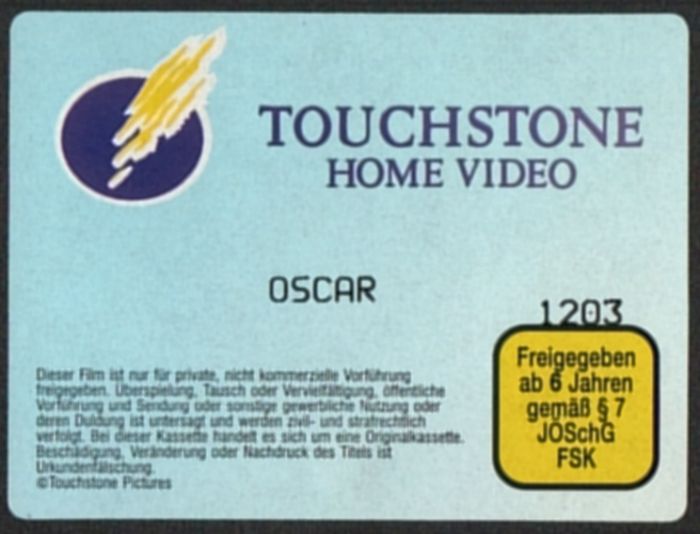 TOUCHSTONE
HOME VIDEO
OSCAR
1203
Freigegeben
ab 6 Jahren
gemäß § 7
JÖSchG
FSK
Dieser Film ist nur für private, nicht kommerzielle Vorführung
freigegeben. Überspielung, Tausch oder Vervielfältigung, öffentliche
Vorführung und Sendung oder sonstige gewerbliche Nutzung oder
deren Duldung ist untersagt und werden zivil- und strafrechtlich
verfolgt. Bei dieser Kassette handelt es sich um eine Originalkassette.
Beschädigung, Veränderung oder Nachdruck des Titels ist
Urkundenfälschung.
©Touchstone Pictures